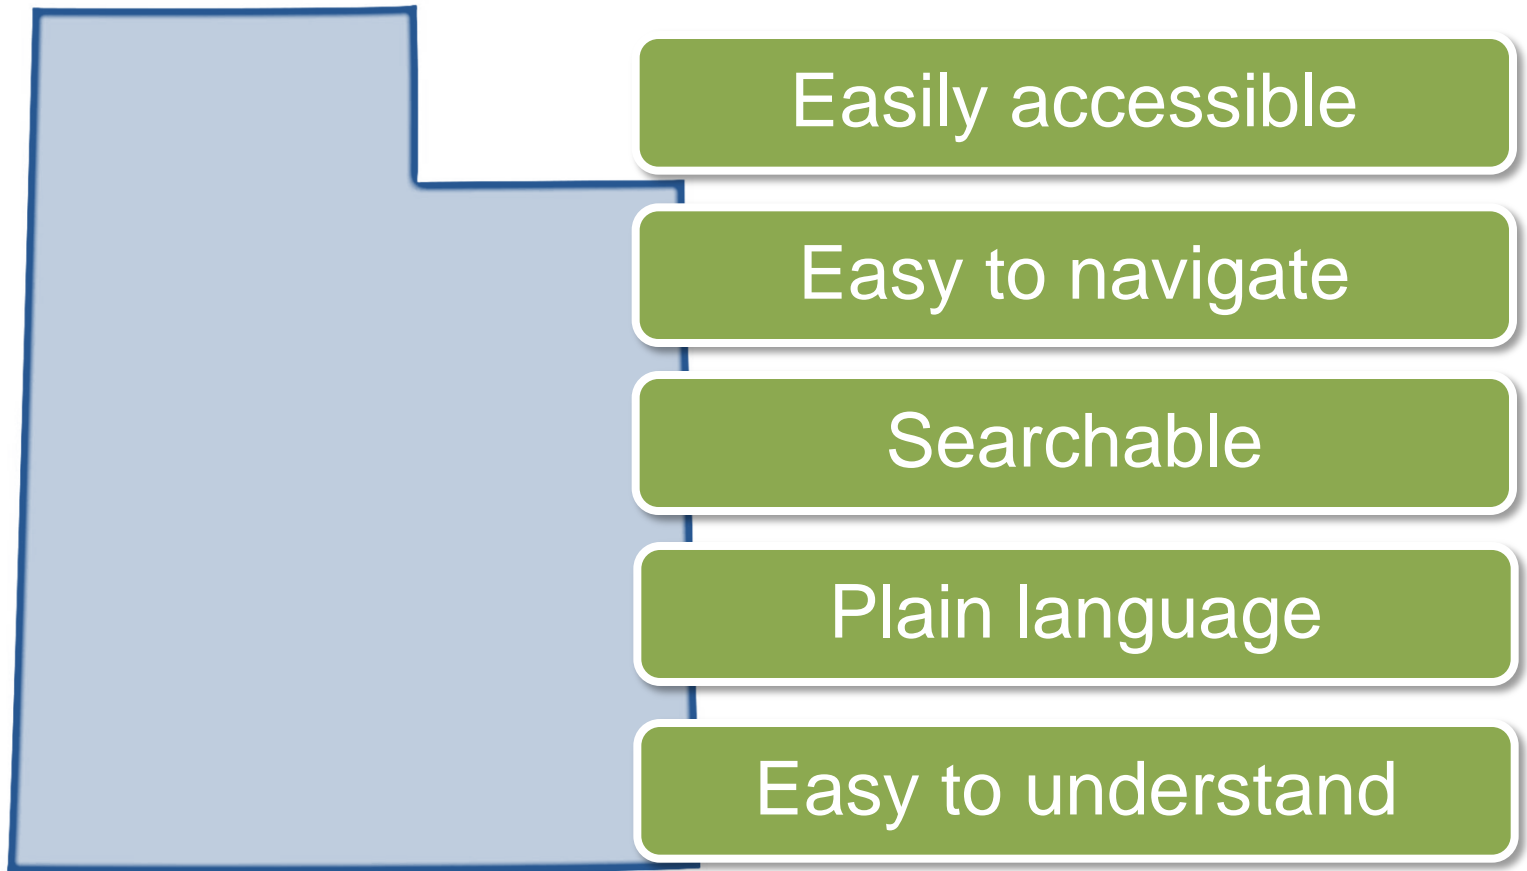 Easily accessible
Easy to navigate
Searchable
Plain language
Easy to understand